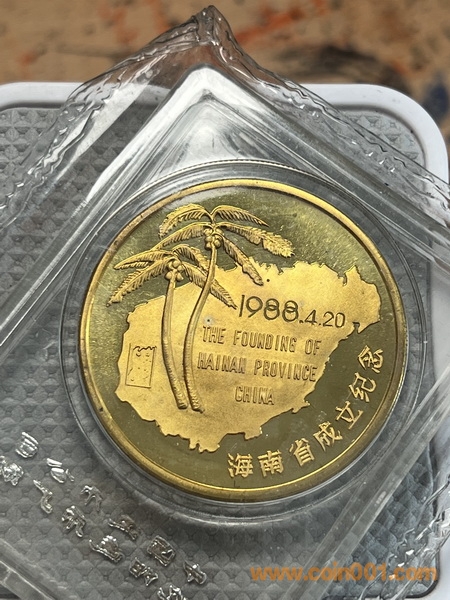 1988.4.20
THE FOUNDING OF
HAINAN PROVINCE
CHINA
海南省成立纪念
www.coin001.com